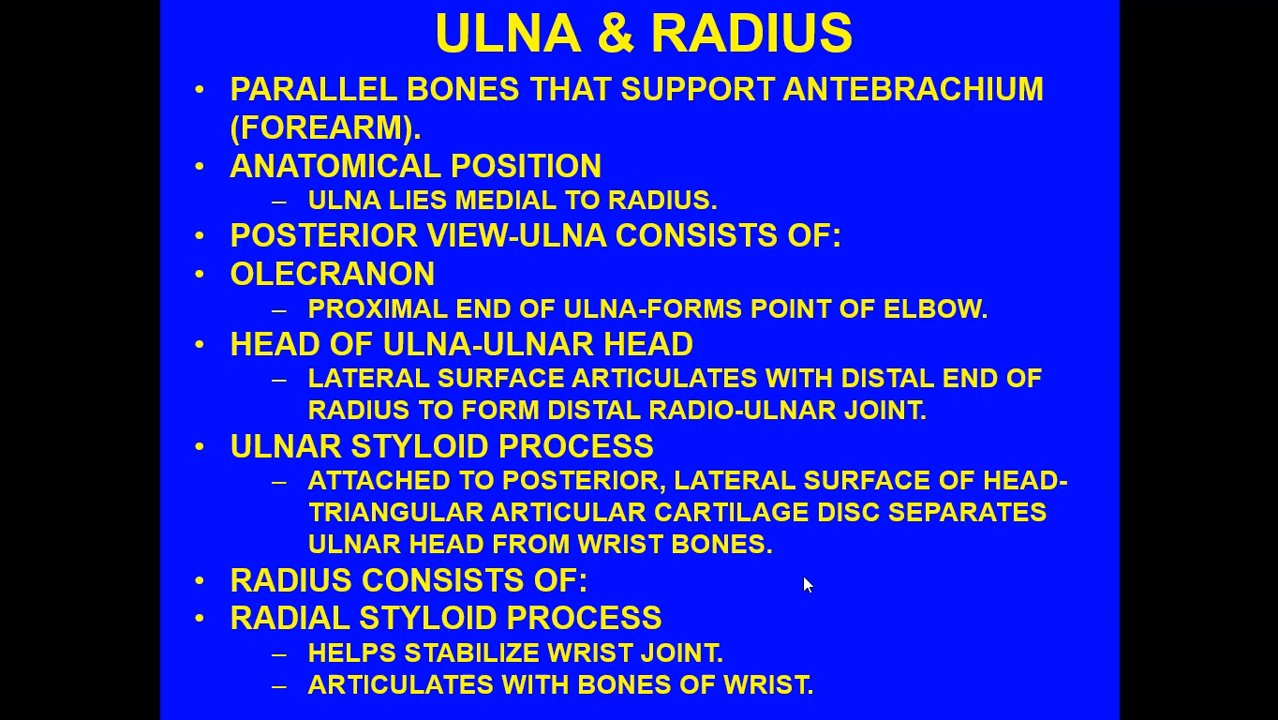 ULNA & RADIUS
• PARALLEL BONES THAT SUPPORT ANTEBRACHIUM
(FOREARM).
• ANATOMICAL POSITION
– ULNA LIES MEDIAL TO RADIUS.
• POSTERIOR VIEW-ULNA CONSISTS OF:
• OLECRANON
– PROXIMAL END OF ULNA-FORMS POINT OF ELBOW.
• HEAD OF ULNA-ULNAR HEAD
– LATERAL SURFACE ARTICULATES WITH DISTAL END OF
RADIUS TO FORM DISTAL RADIO-ULNAR JOINT.
• ULNAR STYLOID PROCESS
– ATTACHED TO POSTERIOR, LATERAL SURFACE OF HEAD-
TRIANGULAR ARTICULAR CARTILAGE DISC SEPARATES
ULNAR HEAD FROM WRIST BONES.
• RADIUS CONSISTS OF:
• RADIAL STYLOID PROCESS
– HELPS STABILIZE WRIST JOINT.
– ARTICULATES WITH BONES OF WRIST.